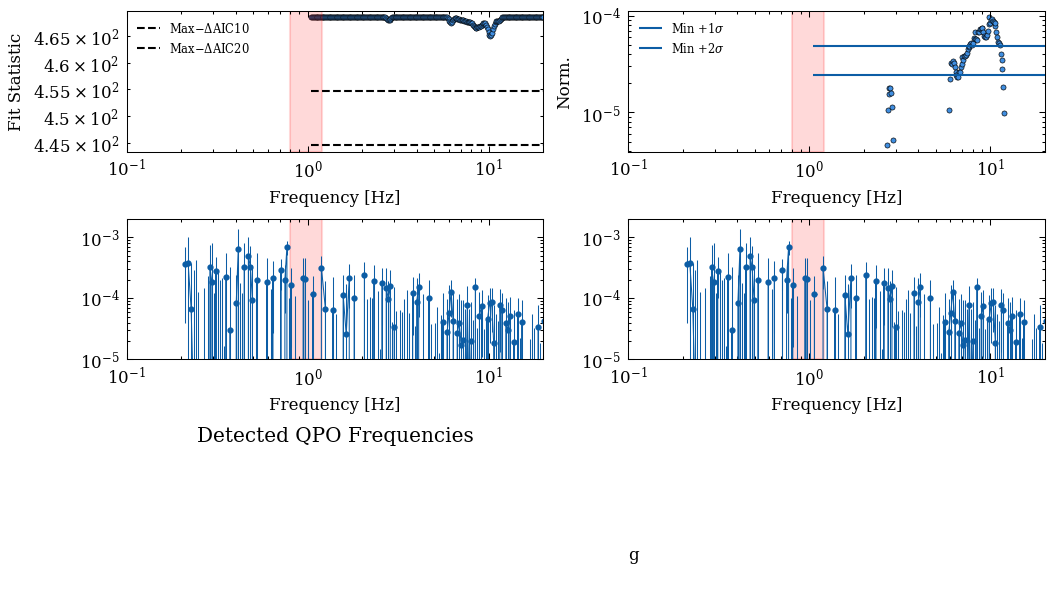 Fit Statistic
4.65 × 10²
4.6 × 10²
4.55 × 10²
4.5 × 10²
4.45 × 10²
Max−ΔAIC10
Max−ΔAIC20
10⁻¹ 10⁰ 10¹
Frequency [Hz]
Norm.
10⁻⁴
10⁻⁵
Min +1σ
Min +2σ
10⁻¹ 10⁰ 10¹
Frequency [Hz]
10⁻³
10⁻⁴
10⁻⁵
10⁻¹ 10⁰ 10¹
Frequency [Hz]
10⁻³
10⁻⁴
10⁻⁵
10⁻¹ 10⁰ 10¹
Frequency [Hz]
Detected QPO Frequencies
g